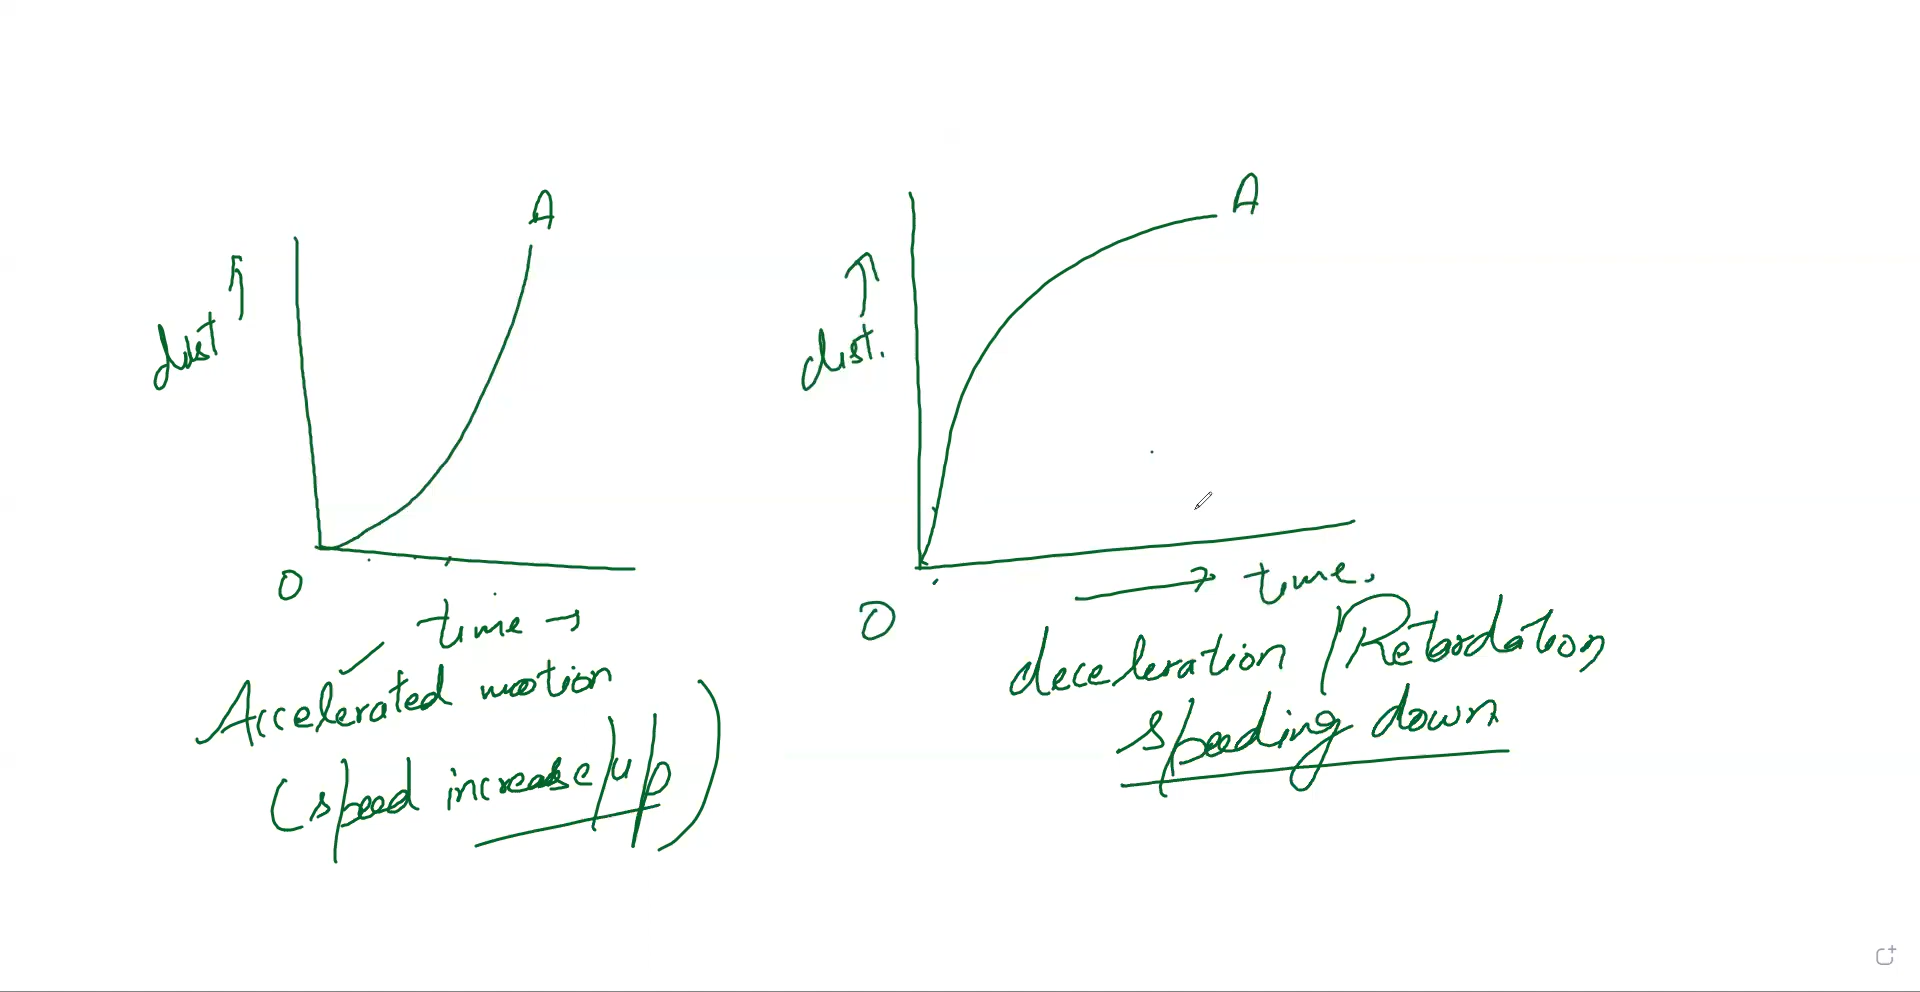 A
dist
O
time →
Accelerated motion
(speed increase/up)
A
dist.
O
→ time.
deceleration / Retardation
speeding down